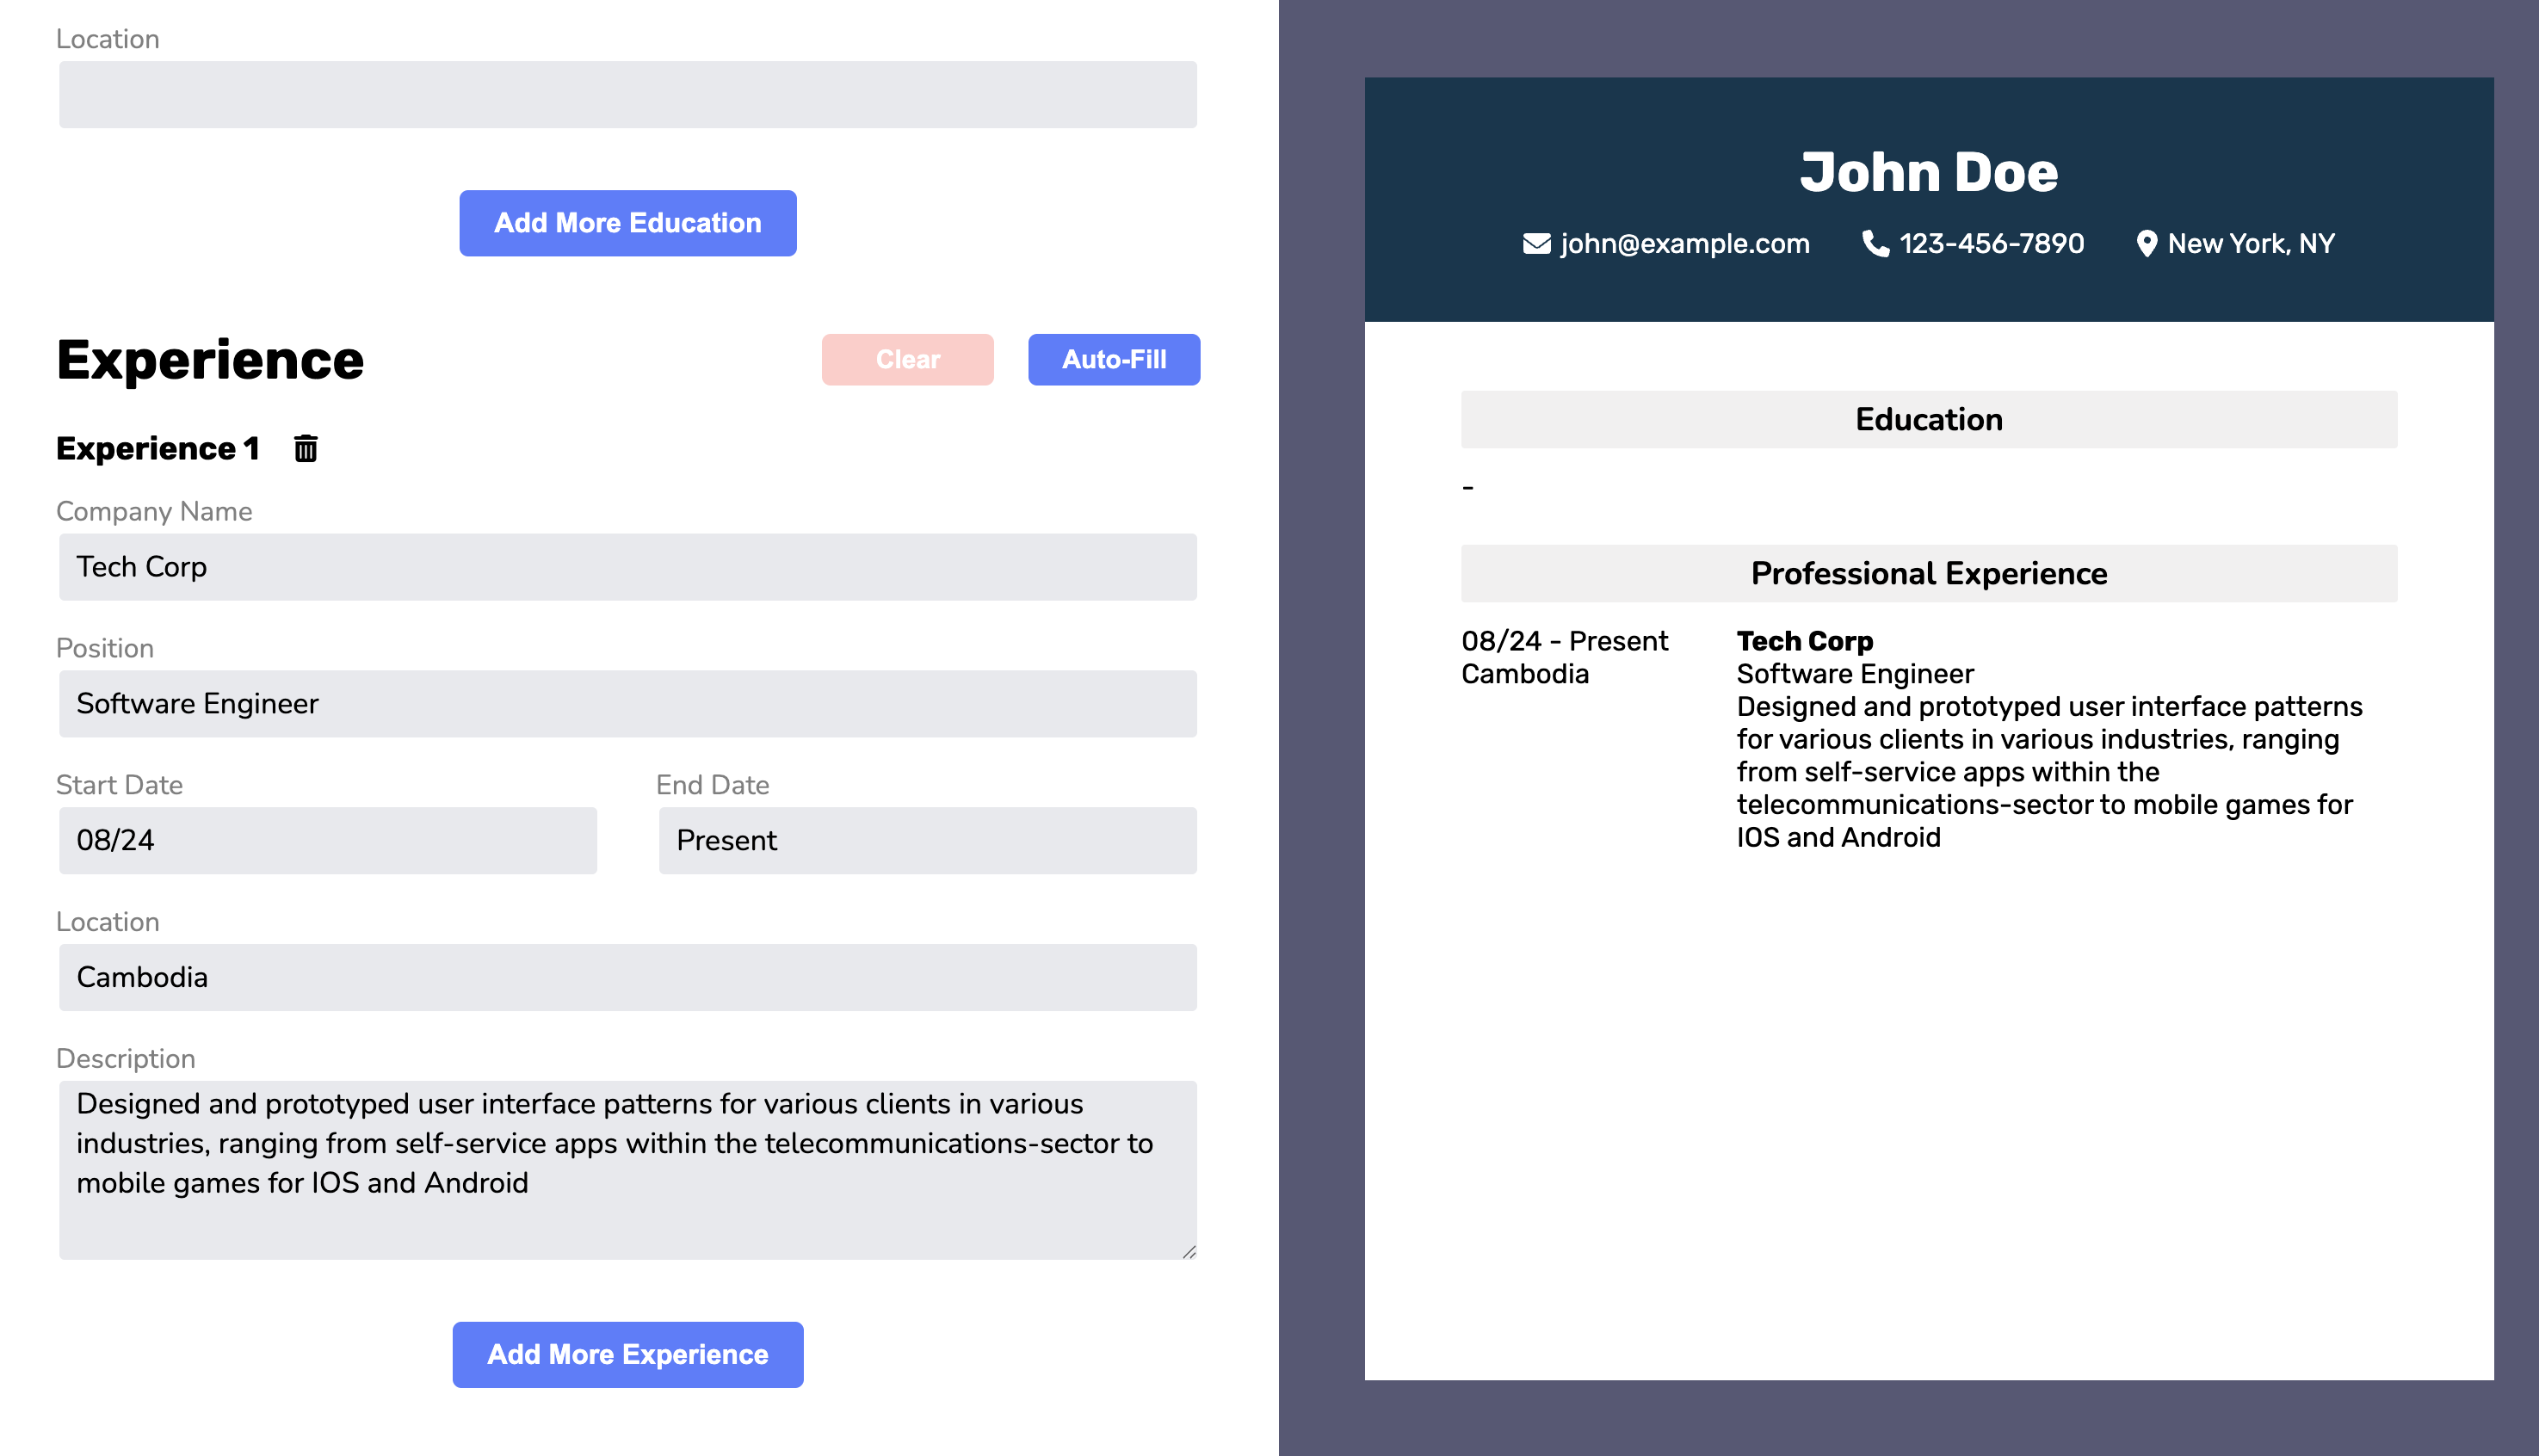 Location
Add More Education
Experience
Clear
Auto-Fill
Experience 1
Company Name
Tech Corp
Position
Software Engineer
Start Date
End Date
08/24
Present
Location
Cambodia
Description
Designed and prototyped user interface patterns for various clients in various
industries, ranging from self-service apps within the telecommunications-sector to
mobile games for IOS and Android
Add More Experience
John Doe
john@example.com
123-456-7890
New York, NY
Education
-
Professional Experience
08/24 - Present
Cambodia
Tech Corp
Software Engineer
Designed and prototyped user interface patterns
for various clients in various industries, ranging
from self-service apps within the
telecommunications-sector to mobile games for
IOS and Android